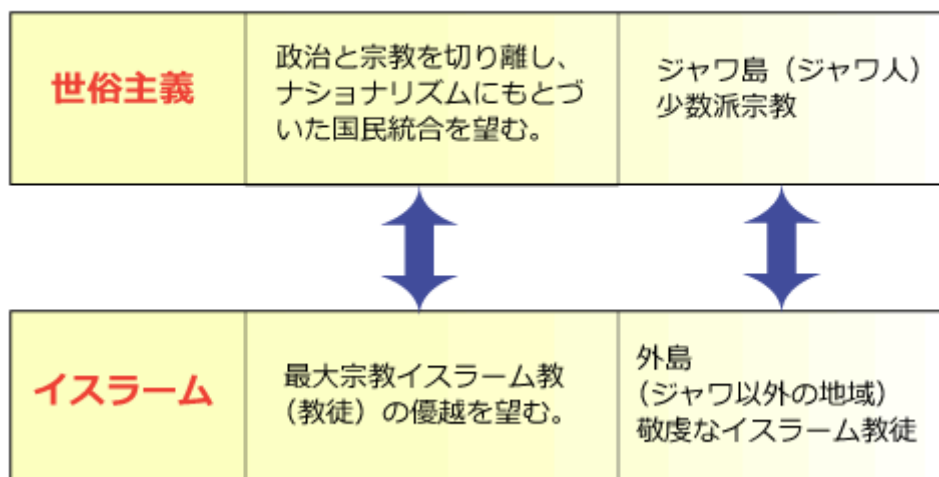 世俗主義
政治と宗教を切り離し、
ナショナリズムにもとづ
いた国民統合を望む。
ジャワ島（ジャワ人）
少数派宗教
イスラーム
最大宗教イスラーム教
（教徒）の優越を望む。
外島
（ジャワ以外の地域）
敬虔なイスラーム教徒